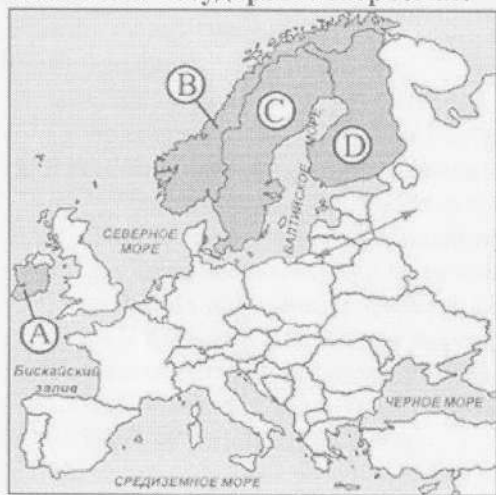 B
C
D
БАЛТИЙСКОЕ МОРЕ
СЕВЕРНОЕ
МОРЕ
A
Бискайский
залив
ЧЕРНОЕ МОРЕ
СРЕДИЗЕМНОЕ МОРЕ